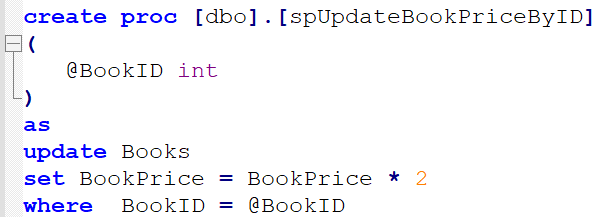 create proc [dbo].[spUpdateBookPriceByID]
(
@BookID int
)
as
update Books
set BookPrice = BookPrice * 2
where  BookID = @BookID